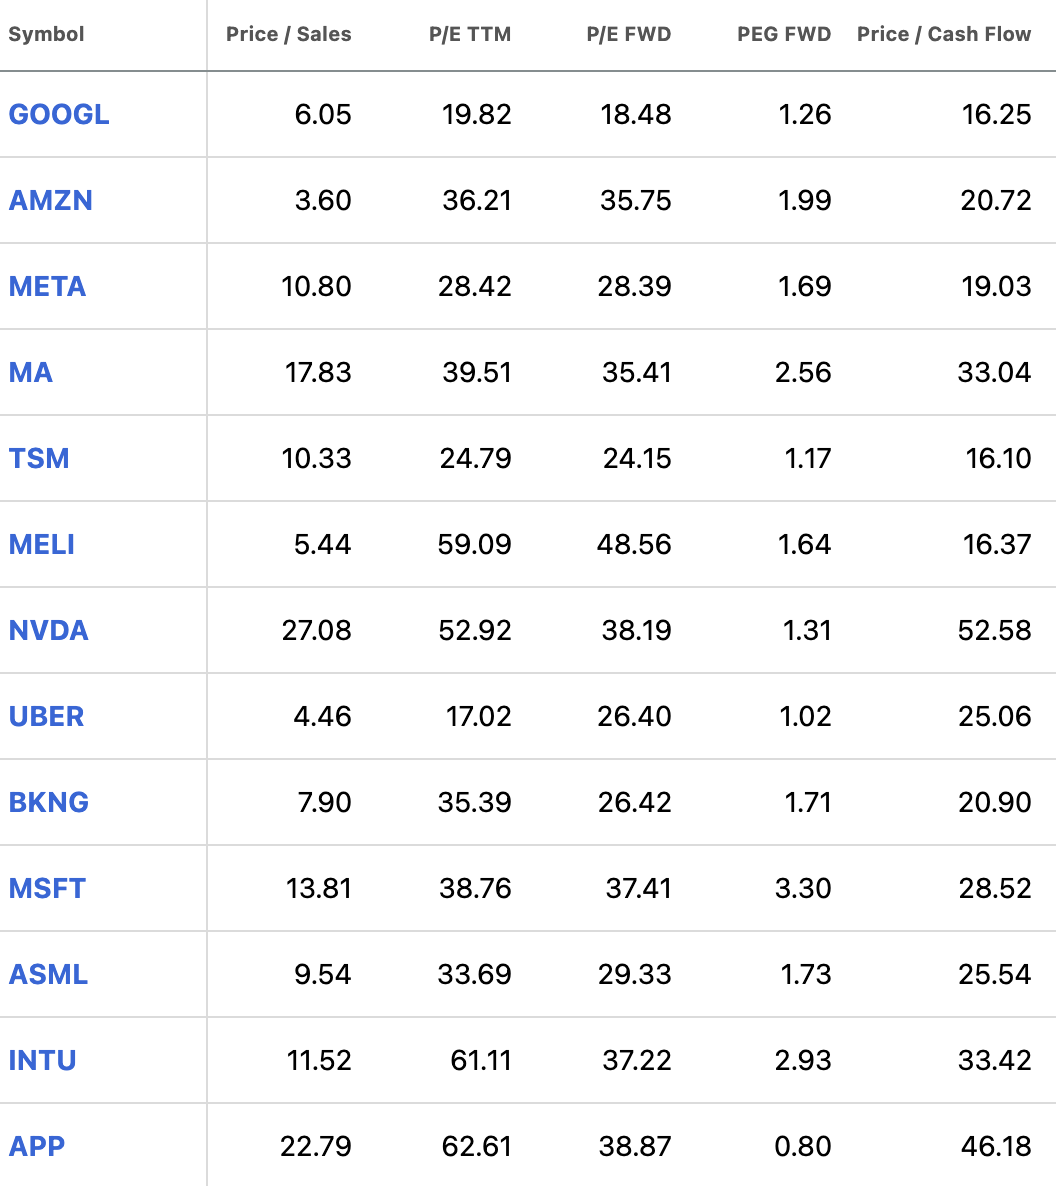 Symbol Price / Sales P/E TTM P/E FWD PEG FWD Price / Cash Flow
GOOGL 6.05 19.82 18.48 1.26 16.25
AMZN 3.60 36.21 35.75 1.99 20.72
META 10.80 28.42 28.39 1.69 19.03
MA 17.83 39.51 35.41 2.56 33.04
TSM 10.33 24.79 24.15 1.17 16.10
MELI 5.44 59.09 48.56 1.64 16.37
NVDA 27.08 52.92 38.19 1.31 52.58
UBER 4.46 17.02 26.40 1.02 25.06
BKNG 7.90 35.39 26.42 1.71 20.90
MSFT 13.81 38.76 37.41 3.30 28.52
ASML 9.54 33.69 29.33 1.73 25.54
INTU 11.52 61.11 37.22 2.93 33.42
APP 22.79 62.61 38.87 0.80 46.18